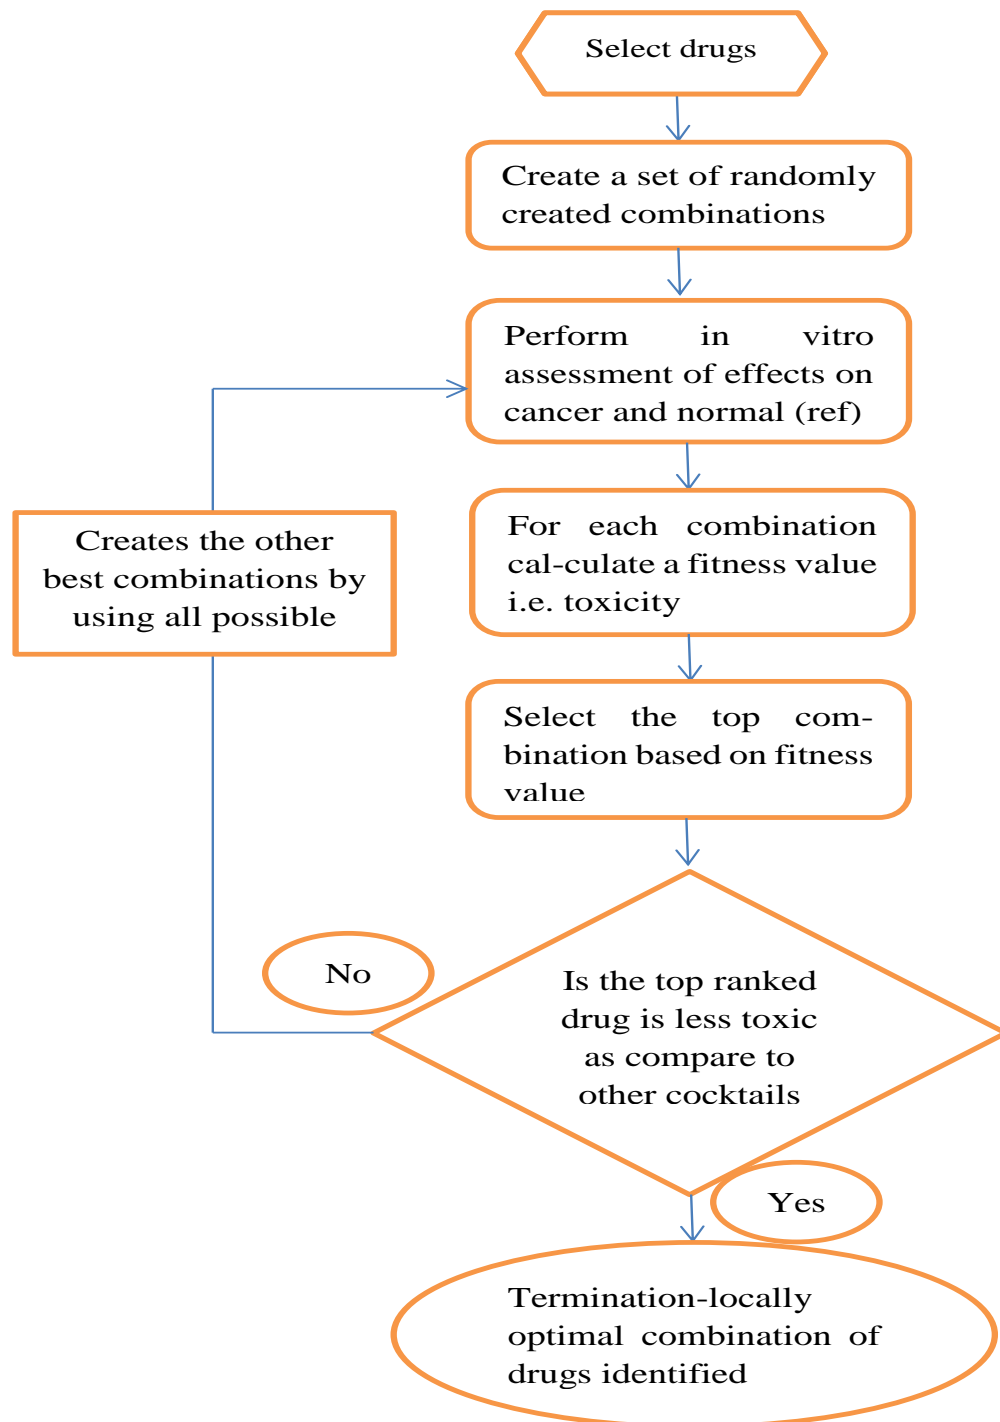 Select drugs
Create a set of randomly
created combinations
Perform in vitro
assessment of effects on
cancer and normal (ref)
For each combination
cal-culate a fitness value
i.e. toxicity
Creates the other
best combinations by
using all possible
Select the top com-
bination based on fitness
value
No
Is the top ranked
drug is less toxic
as compare to
other cocktails
Yes
Termination-locally
optimal combination of
drugs identified